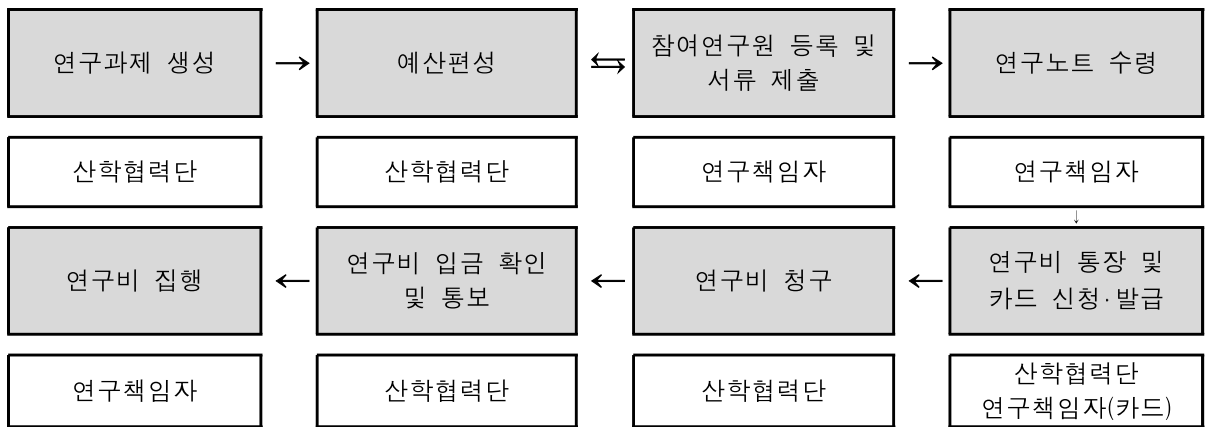 연구과제 생성
예산편성
참여연구원 등록 및
서류 제출
연구노트 수령
산학협력단
산학협력단
연구책임자
연구책임자
연구비 집행
연구비 입금 확인
및 통보
연구비 청구
연구비 통장 및
카드 신청·발급
연구책임자
산학협력단
산학협력단
산학협력단
연구책임자(카드)